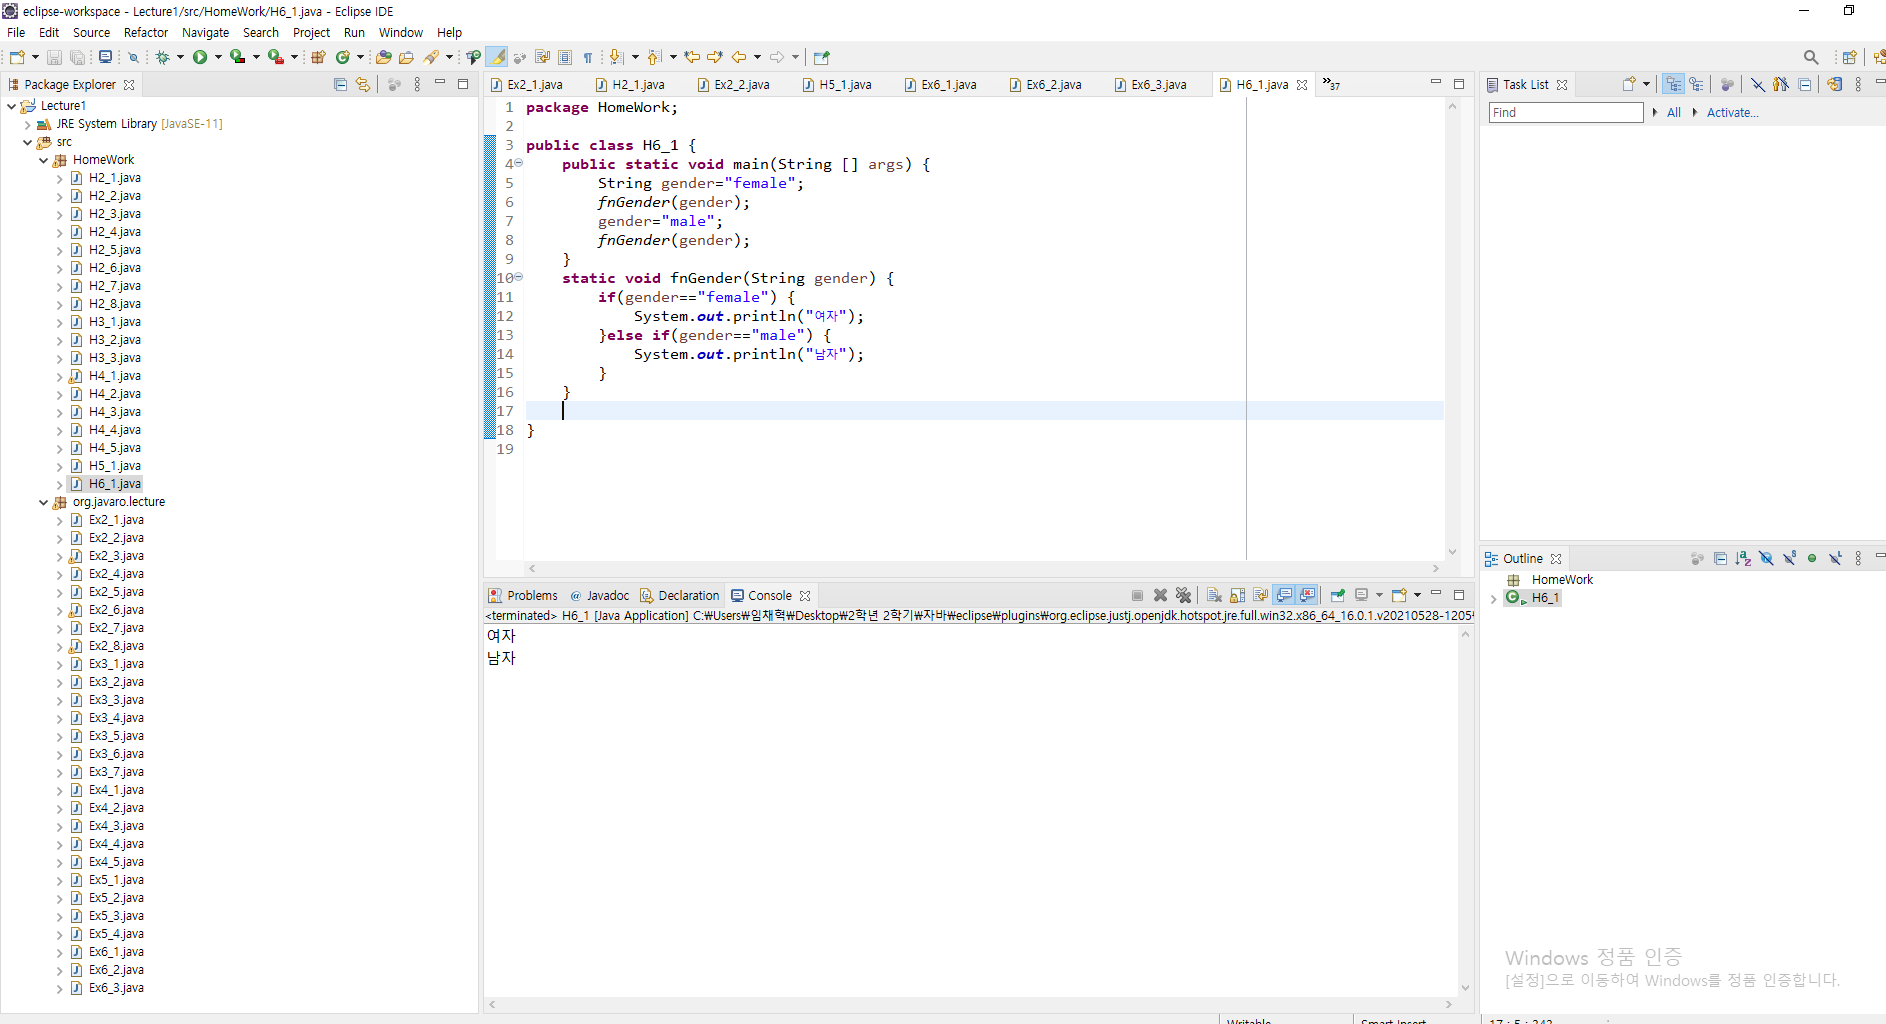 eclipse-workspace - Lecture1/src/HomeWork/H6_1.java - Eclipse IDE
File Edit Source Refactor Navigate Search Project Run Window Help
Package Explorer
Lecture1
JRE System Library [JavaSE-11]
src
HomeWork
H2_1.java
H2_2.java
H2_3.java
H2_4.java
H2_5.java
H2_6.java
H2_7.java
H2_8.java
H3_1.java
H3_2.java
H3_3.java
H4_1.java
H4_2.java
H4_3.java
H4_4.java
H4_5.java
H5_1.java
H6_1.java
org.javaro.lecture
Ex2_1.java
Ex2_2.java
Ex2_3.java
Ex2_4.java
Ex2_5.java
Ex2_6.java
Ex2_7.java
Ex2_8.java
Ex3_1.java
Ex3_2.java
Ex3_3.java
Ex3_4.java
Ex3_5.java
Ex3_6.java
Ex3_7.java
Ex4_1.java
Ex4_2.java
Ex4_3.java
Ex4_4.java
Ex4_5.java
Ex5_1.java
Ex5_2.java
Ex5_3.java
Ex5_4.java
Ex6_1.java
Ex6_2.java
Ex6_3.java
Ex2_1.java H2_1.java Ex2_2.java H5_1.java Ex6_1.java Ex6_2.java Ex6_3.java H6_1.java »37
1 package HomeWork;
2
3 public class H6_1 {
4 public static void main(String [] args) {
5 String gender="female";
6 fnGender(gender);
7 gender="male";
8 fnGender(gender);
9 }
10 static void fnGender(String gender) {
11 if(gender=="female") {
12 System.out.println("여자");
13 }else if(gender=="male") {
14 System.out.println("남자");
15 }
16 }
17
18 }
19
Problems @ Javadoc Declaration Console
<terminated> H6_1 [Java Application] C:₩Users₩임채혁₩Desktop₩2학년 2학기₩자바₩eclipse₩plugins₩org.eclipse.justj.openjdk.hotspot.jre.full.win32.x86_64_16.0.1.v20210528-1205₩
여자
남자
Task List
Find All Activate...
Outline
HomeWork
H6_1
Windows 정품 인증
[설정]으로 이동하여 Windows를 정품 인증합니다.
Writable Smart Insert 17 : 5 : 242